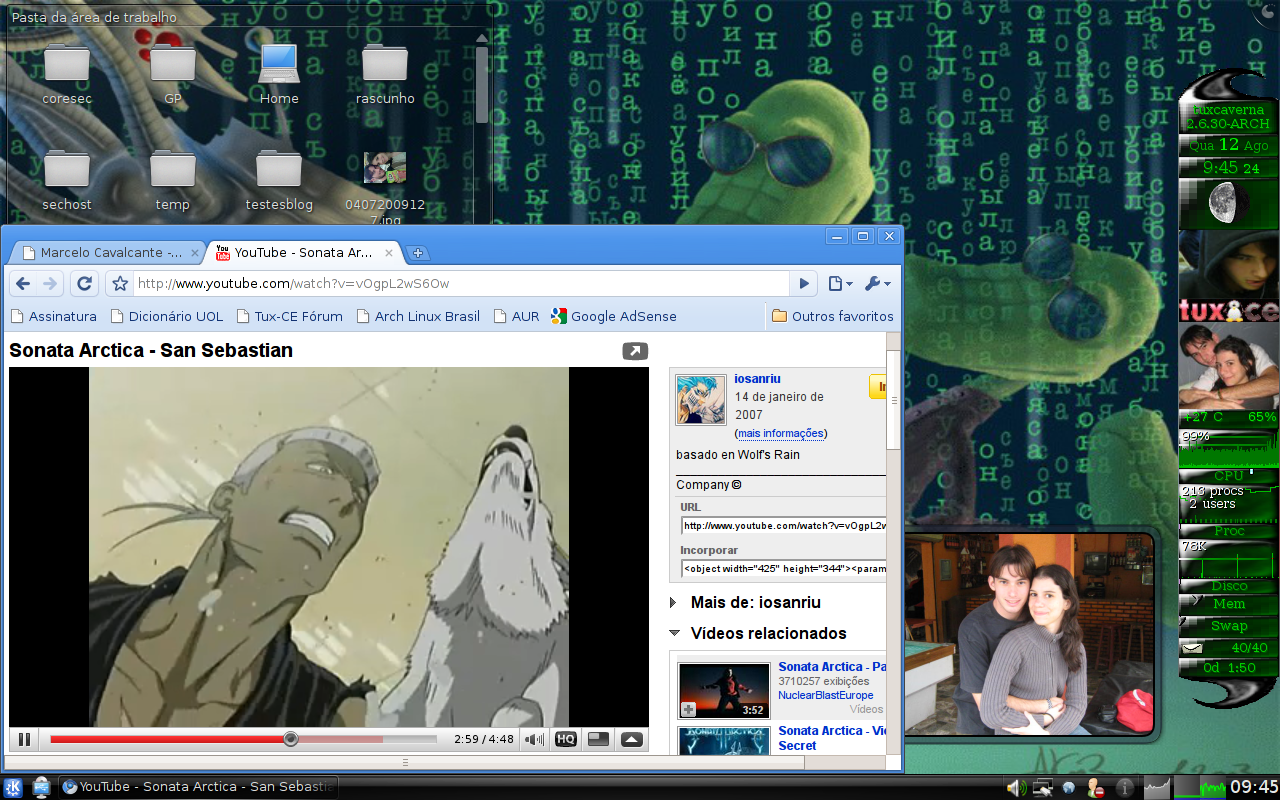 Pasta da área de trabalho
coresec
GP
Home
rascunho
sechost
temp
testesblog
0407200912
7.jpg
tuxcaverna
2.6.30-ARCH
Qua 12 Ago
9:45 24
tux ce
+27 C 65%
99%
CPU
213 procs
2 users
Proc
78K
Disco
Mem
Swap
40/40
0d 1:50
Marcelo Cavalcante -...
YouTube - Sonata Ar...
http://www.youtube.com/watch?v=vOgpL2wS6Ow
Assinatura
Dicionário UOL
Tux-CE Fórum
Arch Linux Brasil
AUR
Google AdSense
Outros favoritos
Sonata Arctica - San Sebastian
iosanriu
14 de janeiro de
2007
(mais informações)
basado en Wolf's Rain
Company ©
URL
http://www.youtube.com/watch?v=vOgpL2w
Incorporar
<object width="425" height="344"><param
Mais de: iosanriu
Vídeos relacionados
Sonata Arctica - Pa
3710257 exibições
NuclearBlastEurope
Vídeos
3:52
Sonata Arctica - Vi
Secret
2:59 / 4:48
HQ
YouTube - Sonata Arctica - San Sebastia
09:45